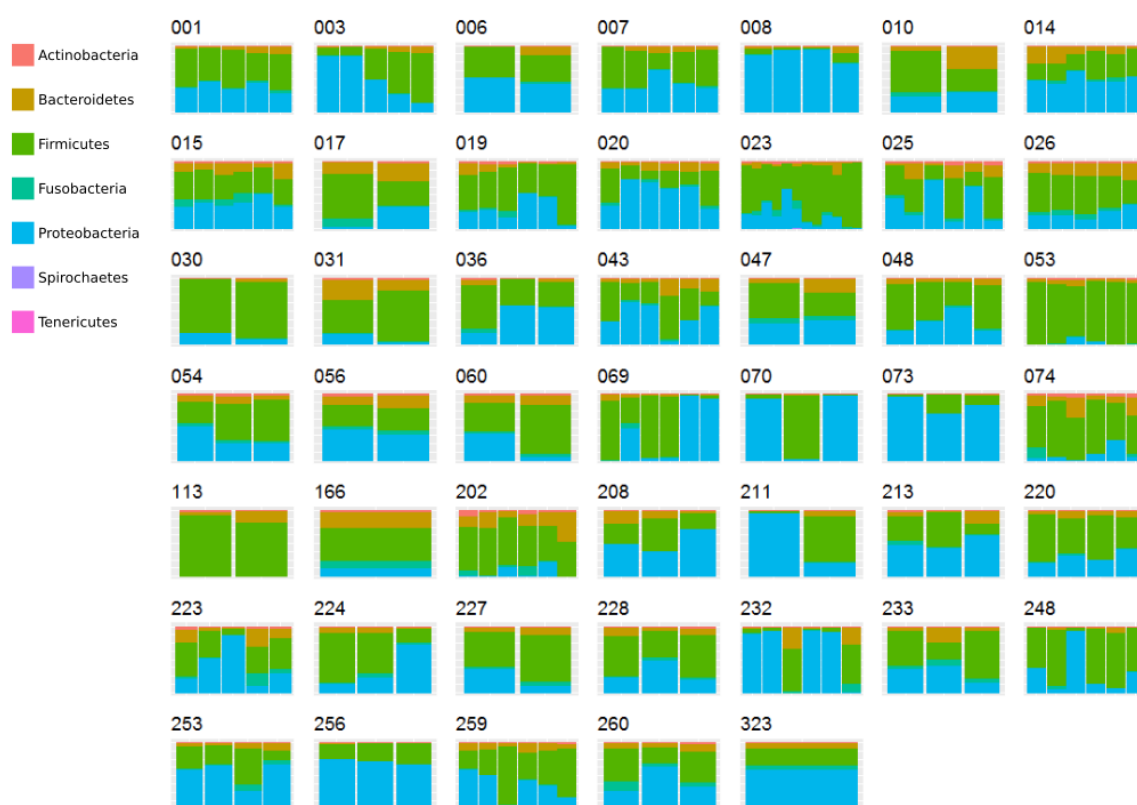 Actinobacteria
Bacteroidetes
Firmicutes
Fusobacteria
Proteobacteria
Spirochaetes
Tenericutes
001 003 006 007 008 010 014
015 017 019 020 023 025 026
030 031 036 043 047 048 053
054 056 060 069 070 073 074
113 166 202 208 211 213 220
223 224 227 228 232 233 248
253 256 259 260 323